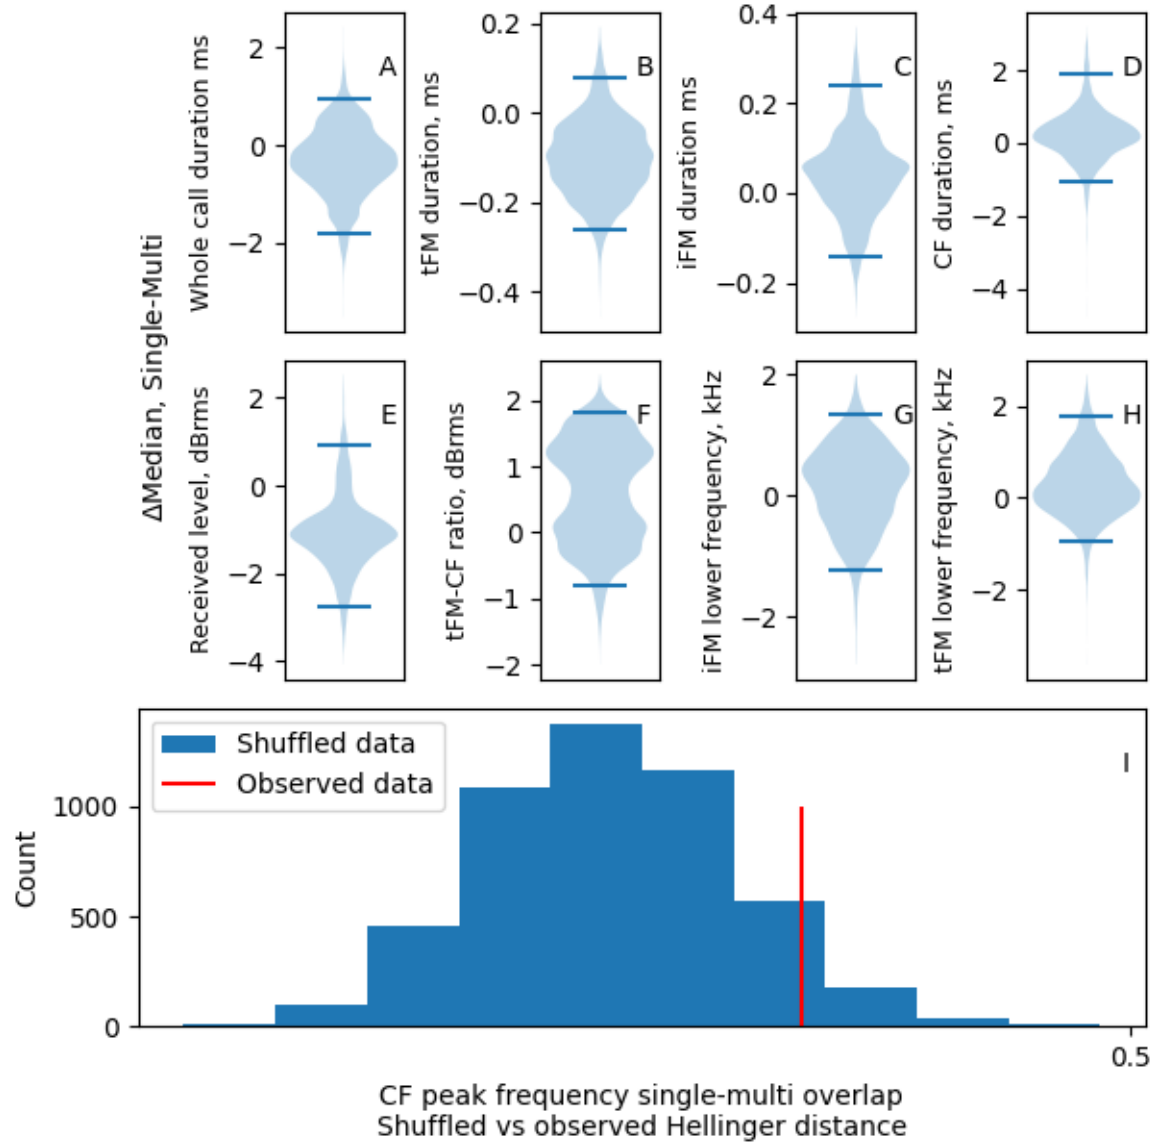 ΔMedian, Single-Multi
Whole call duration ms
2
0
−2
A
tFM duration, ms
0.2
0.0
−0.2
−0.4
B
iFM duration ms
0.4
0.2
0.0
−0.2
C
CF duration, ms
2
0
−2
−4
D
Received level, dBrms
2
0
−2
−4
E
tFM-CF ratio, dBrms
2
1
0
−1
−2
F
iFM lower frequency, kHz
2
0
−2
G
tFM lower frequency, kHz
2
0
−2
H
Shuffled data
Observed data
I
Count
1000
500
0
0.5
CF peak frequency single-multi overlap
Shuffled vs observed Hellinger distance